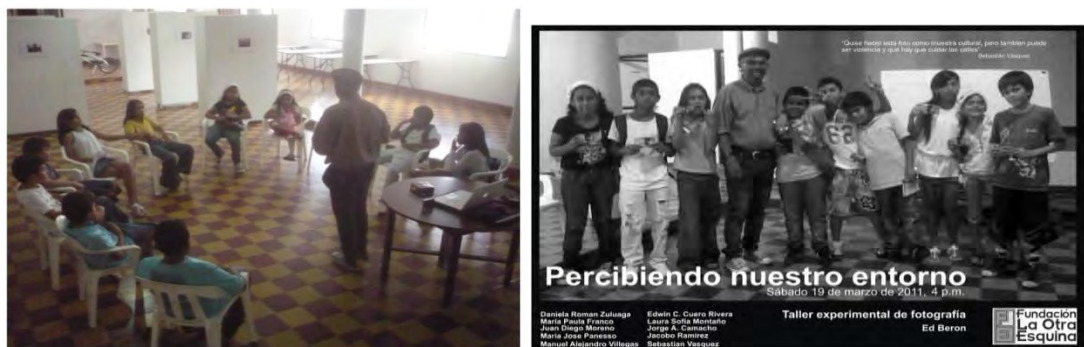 "Quise hacer esta foto como muestra cultural, pero también puede
ser violencia y que hay que cuidar los
Sebastián Vásquez
Percibiendo nuestro entorno
Sábado 19 de marzo de 2011, 4 p.m.
Daniela Roman Zuluaga
Maria Paula Franco
Juan Diego Moreno
Maria Jose Panesso
Manuel Alejandro Villegas
Edwin C. Cuero Rivera
Laura Sofia Montaño
Jorge A. Camacho
Jacobo Ramirez
Sebastian Vasquez
Taller experimental de fotografía
Ed Beron
Fundación
La Otra
Esquina